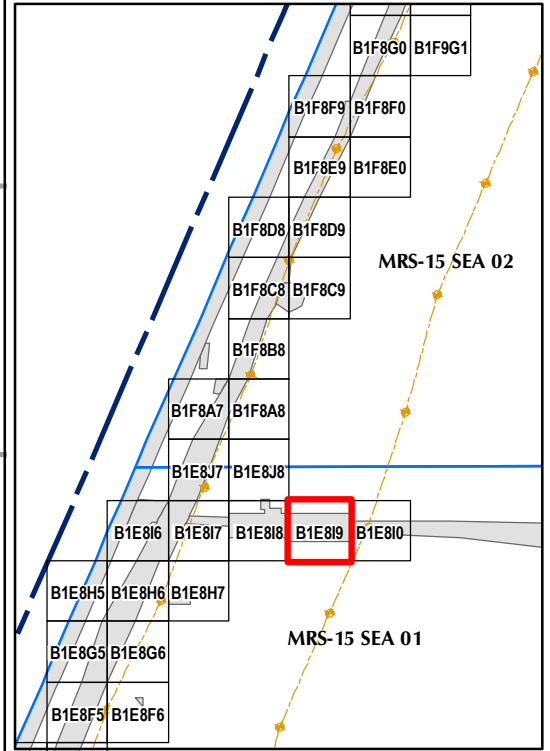 B1F8G0 B1F9G1
B1F8F9 B1F8F0
B1F8E9 B1F8E0
B1F8D8 B1F8D9
MRS-15 SEA 02
B1F8C8 B1F8C9
B1F8B8
B1F8A7 B1F8A8
B1E8J7 B1E8J8
B1E8I6 B1E8I7 B1E8I8 B1E8I9 B1E8I0
B1E8H5 B1E8H6 B1E8H7
MRS-15 SEA 01
B1E8G5 B1E8G6
B1E8F5 B1E8F6